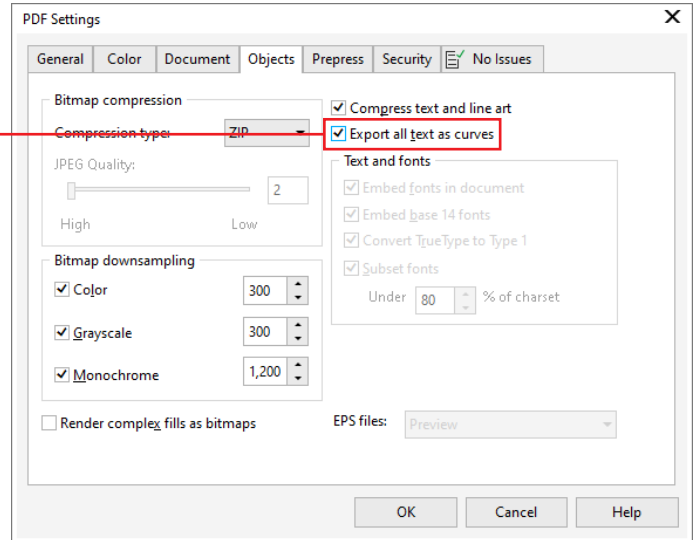 PDF Settings
General Color Document Objects Prepress Security No Issues
Bitmap compression
Compression type: ZIP
JPEG Quality:
2
High Low
Bitmap downsampling
Color 300
Grayscale 300
Monochrome 1,200
Render complex fills as bitmaps
Compress text and line art
Export all text as curves
Text and fonts
Embed fonts in document
Embed base 14 fonts
Convert TrueType to Type 1
Subset fonts
Under 80 % of charset
EPS files: Preview
OK Cancel Help